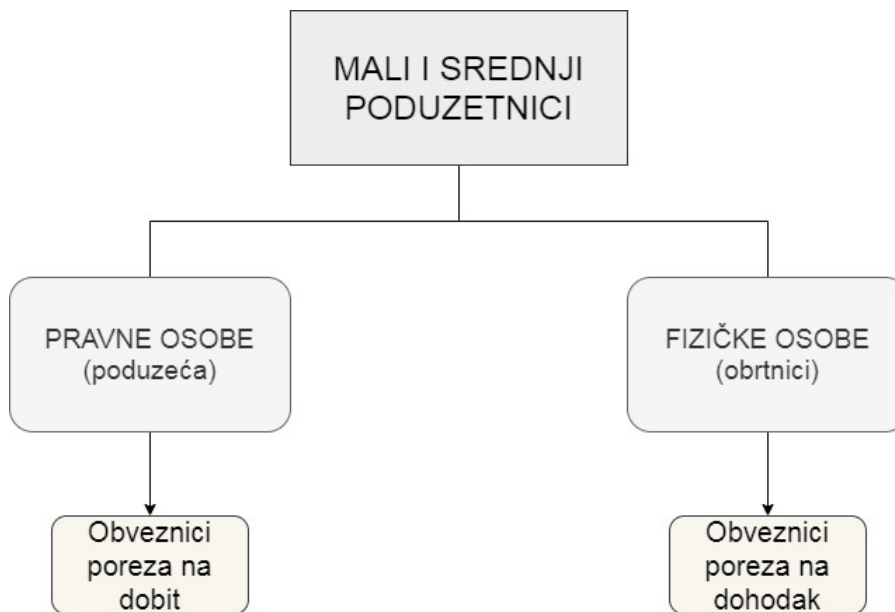 MALI I SREDNJI
PODUZETNICI
PRAVNE OSOBE
(poduzeća)
FIZIČKE OSOBE
(obrtnici)
Obveznici
poreza na
dobit
Obveznici
poreza na
dohodak